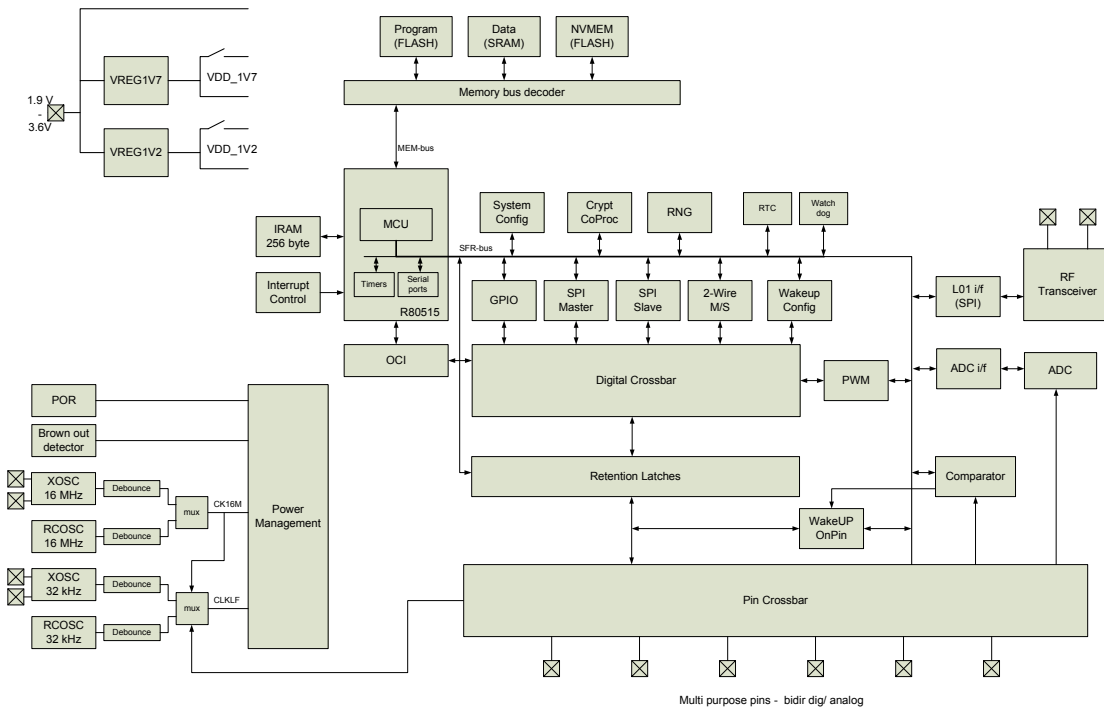 Program
(FLASH)
Data
(SRAM)
NVMEM
(FLASH)
Memory bus decoder
MEM-bus
1.9 V
-
3.6V
VREG1V7
VDD_1V7
VREG1V2
VDD_1V2
MCU
IRAM
256 byte
Interrupt
Control
Timers
Serial
ports
R80515
SFR-bus
System
Config
Crypt
CoProc
RNG
RTC
Watch
dog
GPIO
SPI
Master
SPI
Slave
2-Wire
M/S
Wakeup
Config
L01 i/f
(SPI)
RF
Transceiver
OCI
Digital Crossbar
PWM
ADC i/f
ADC
POR
Brown out
detector
XOSC
16 MHz
Debounce
RCOSC
16 MHz
Debounce
mux
CK16M
XOSC
32 kHz
Debounce
RCOSC
32 kHz
Debounce
mux
CLKLF
Power
Management
Retention Latches
Comparator
WakeUP
OnPin
Pin Crossbar
Multi purpose pins - bidir dig/ analog